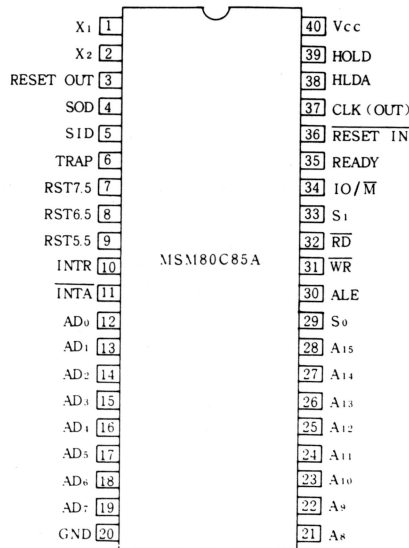 X1 1
X2 2
RESET OUT 3
SOD 4
SID 5
TRAP 6
RST7.5 7
RST6.5 8
RST5.5 9
INTR 10
INTA 11
AD0 12
AD1 13
AD2 14
AD3 15
AD4 16
AD5 17
AD6 18
AD7 19
GND 20
MSM80C85A
40 Vcc
39 HOLD
38 HLDA
37 CLK (OUT)
36 RESET IN
35 READY
34 IO/M
33 S1
32 RD
31 WR
30 ALE
29 S0
28 A15
27 A14
26 A13
25 A12
24 A11
23 A10
22 A9
21 A8